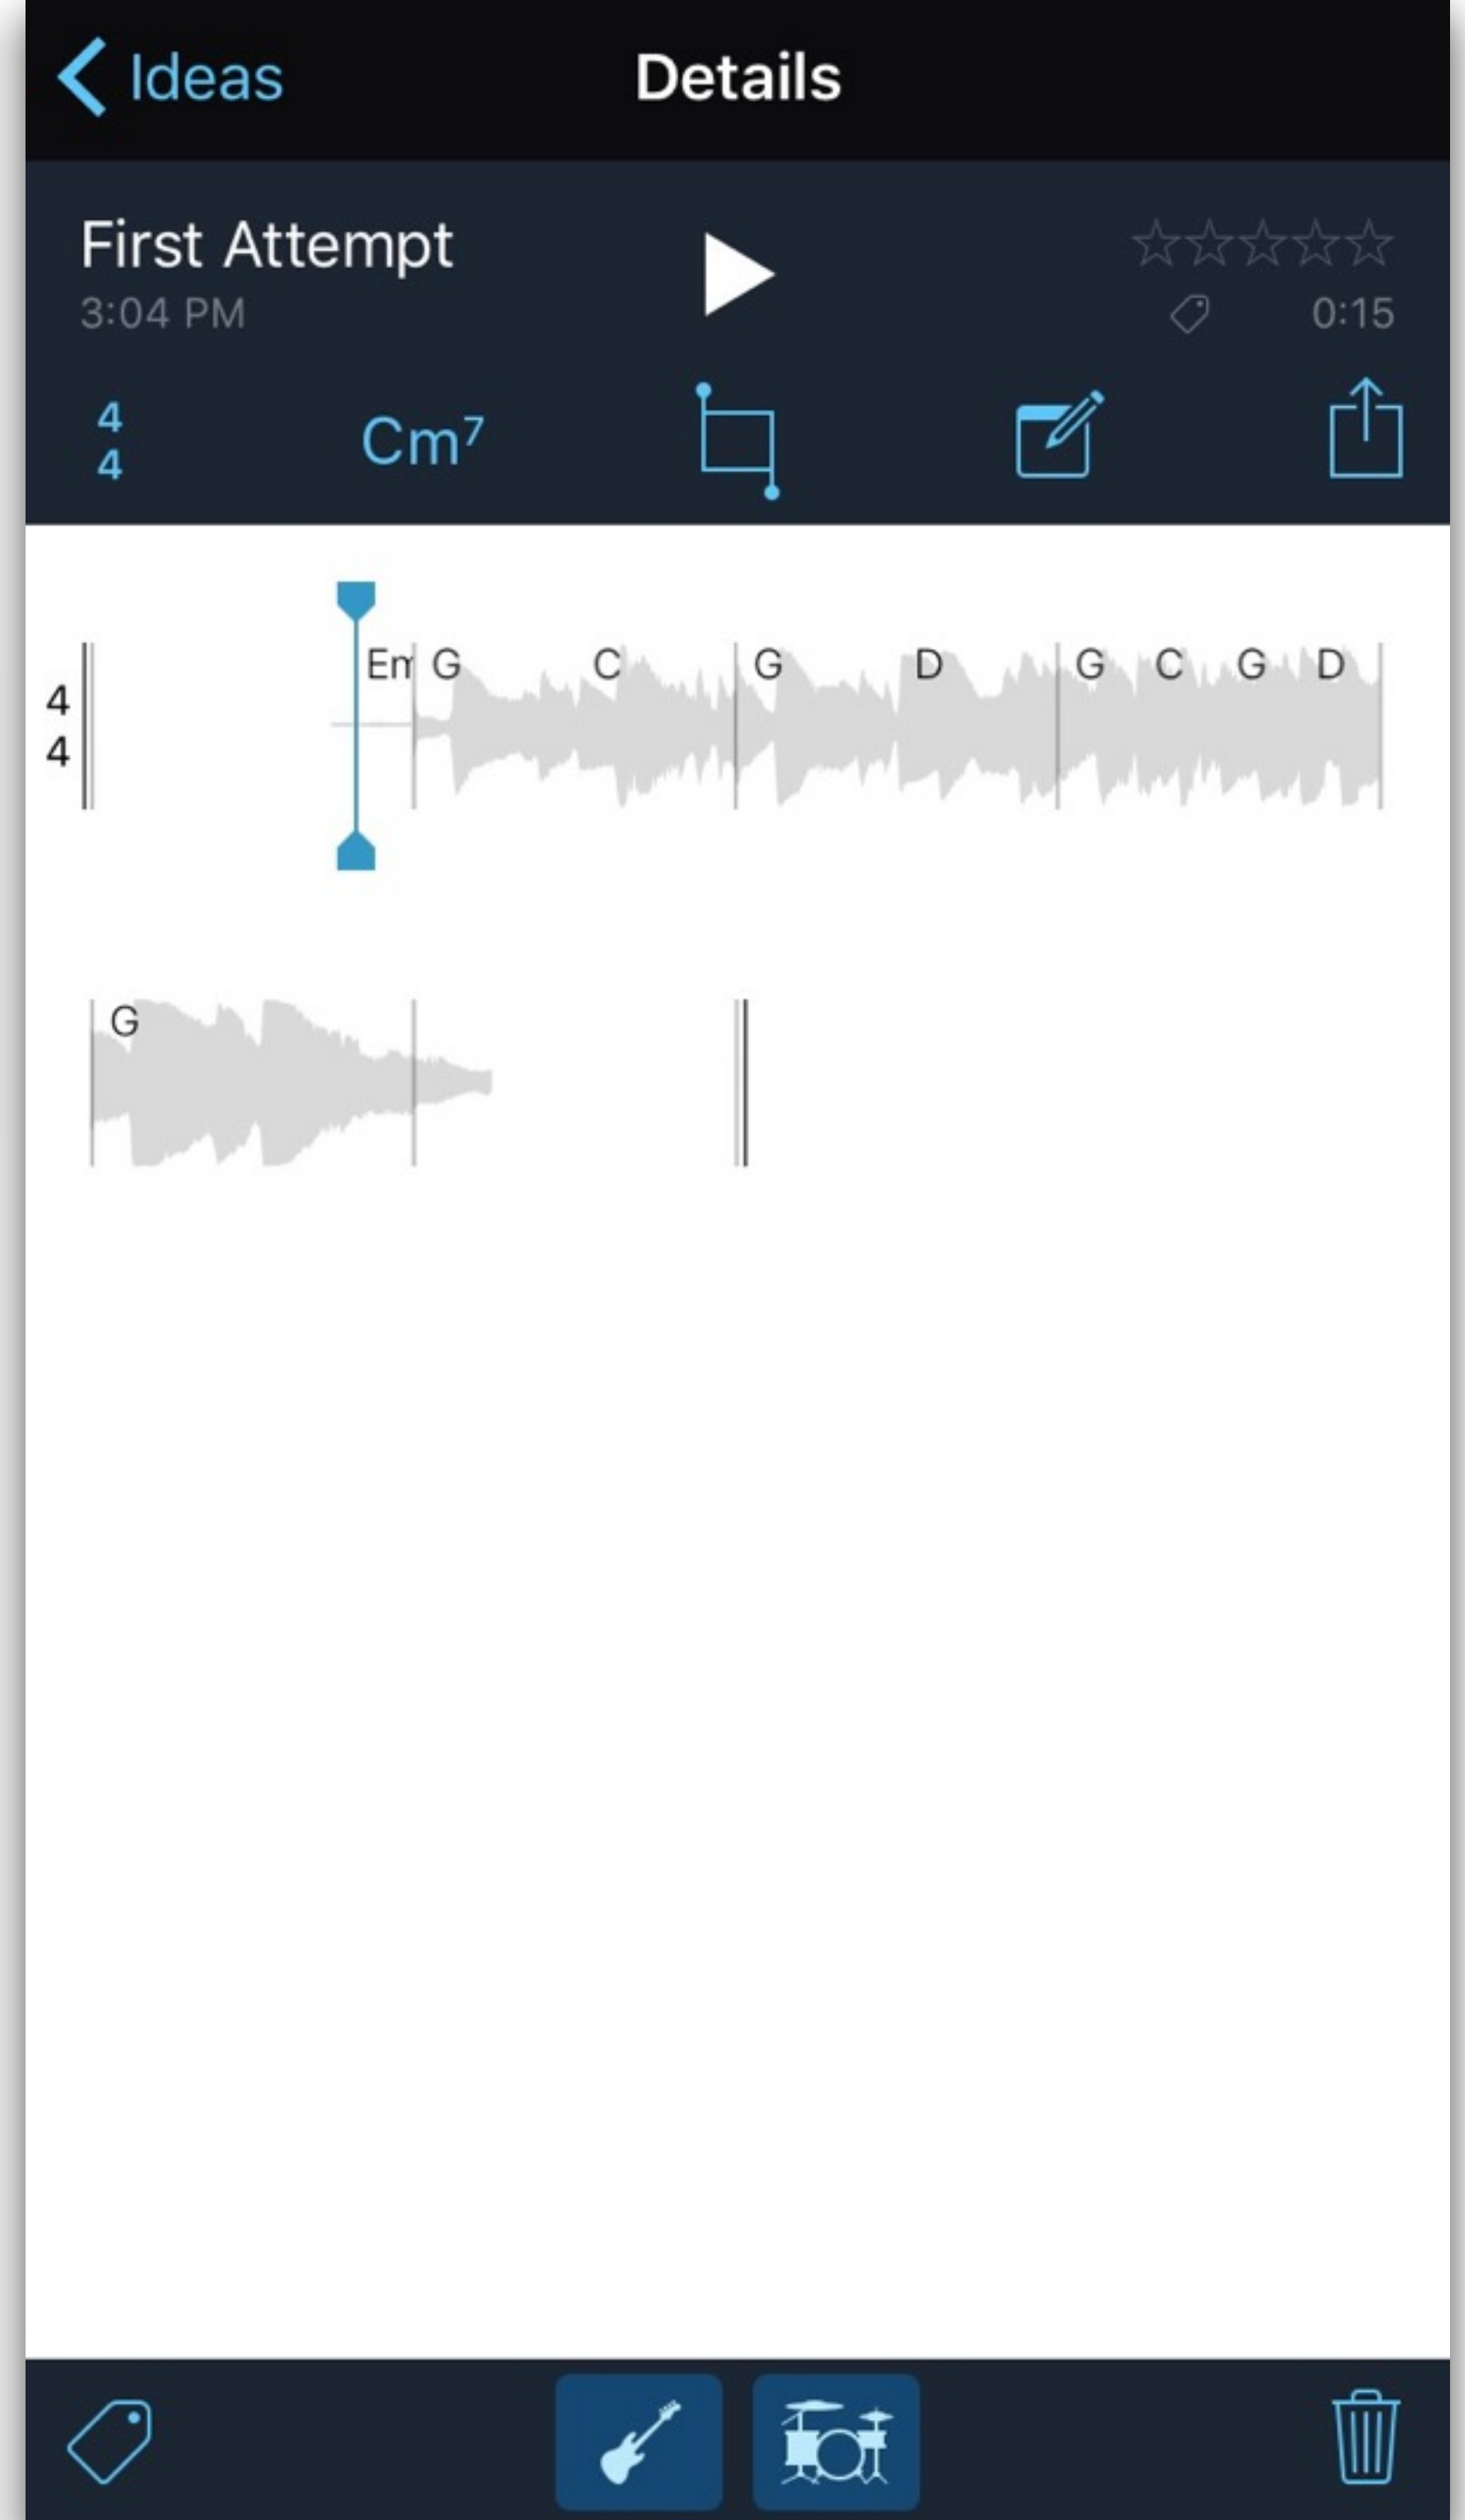 Ideas
Details
First Attempt
3:04 PM
0:15
4
4
Cm⁷
G C G D G C G D
4
4
G